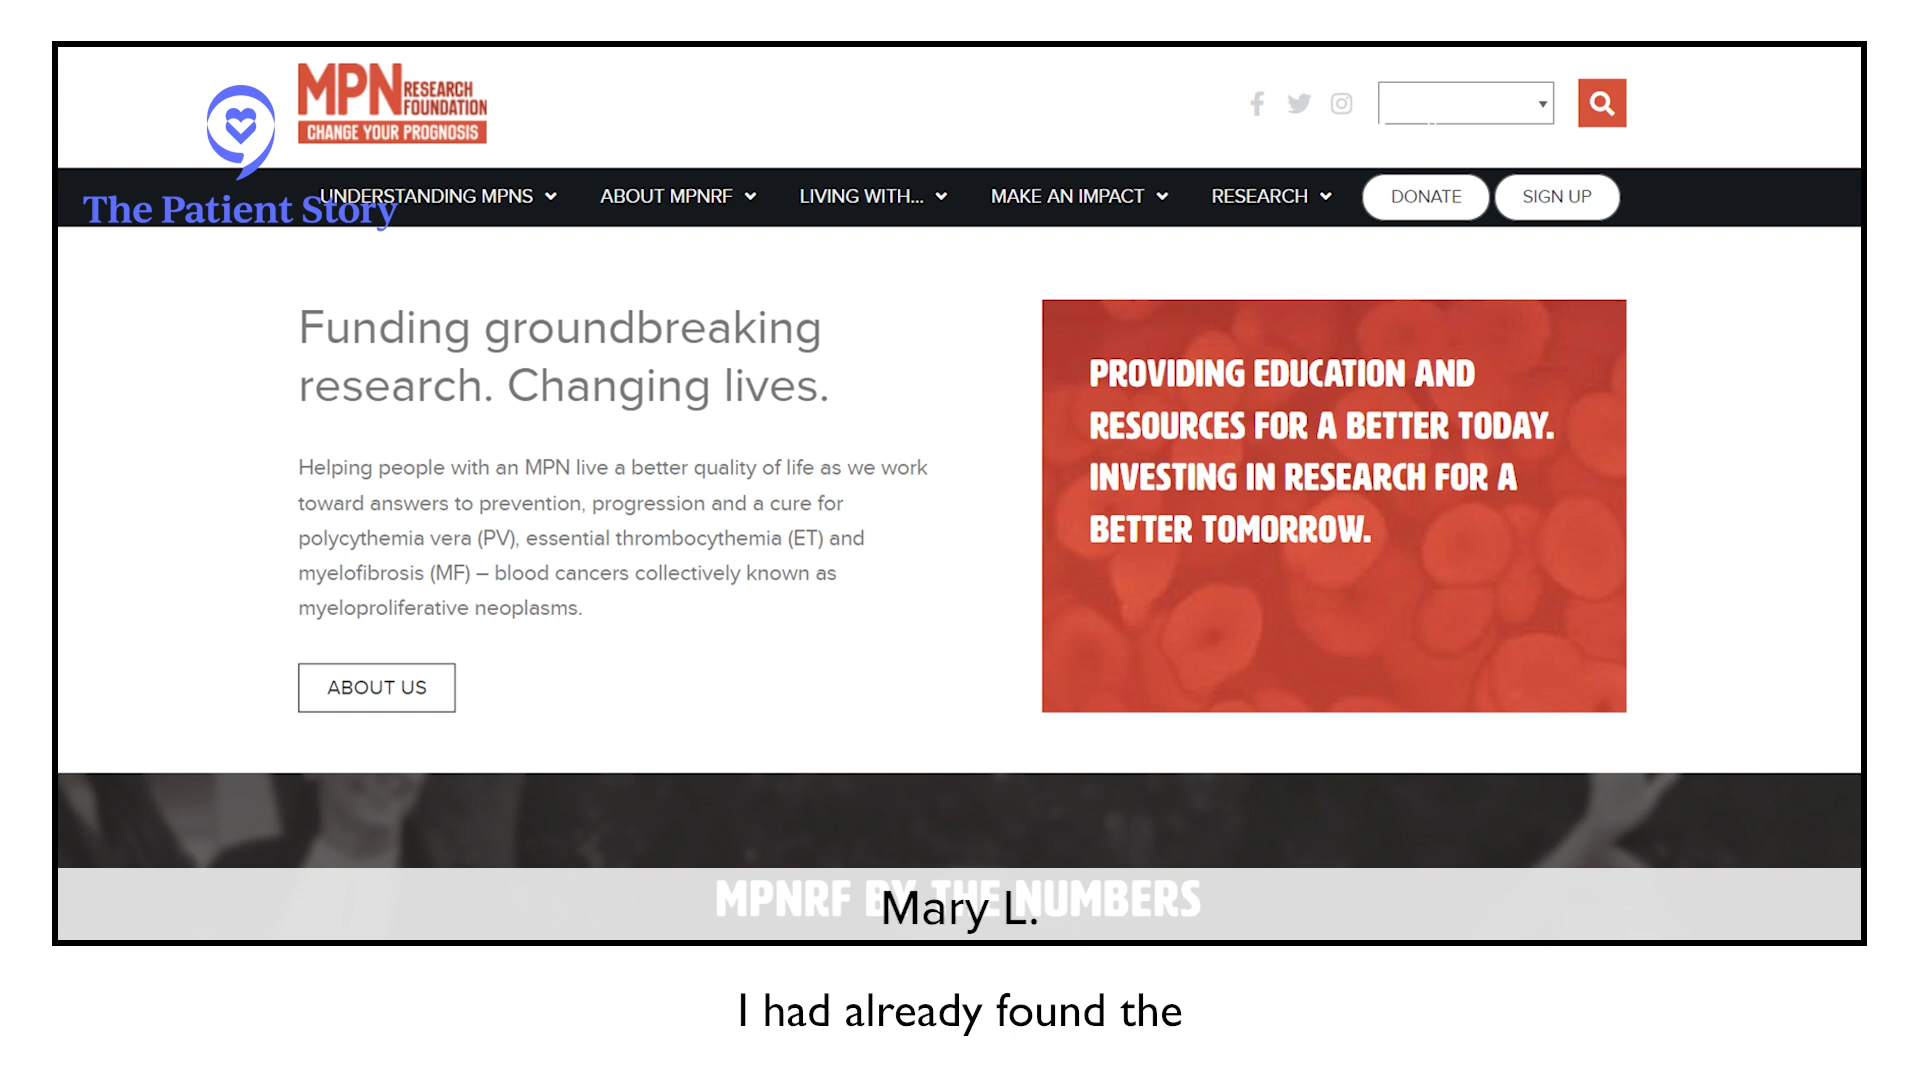 MPN RESEARCH
FOUNDATION
CHANGE YOUR PROGNOSIS
The Patient Story
UNDERSTANDING MPNS ABOUT MPNRF LIVING WITH... MAKE AN IMPACT RESEARCH DONATE SIGN UP
Funding groundbreaking
research. Changing lives.
Helping people with an MPN live a better quality of life as we work
toward answers to prevention, progression and a cure for
polycythemia vera (PV), essential thrombocythemia (ET) and
myelofibrosis (MF) – blood cancers collectively known as
myeloproliferative neoplasms.
ABOUT US
PROVIDING EDUCATION AND
RESOURCES FOR A BETTER TODAY.
INVESTING IN RESEARCH FOR A
BETTER TOMORROW.
MPNRF BY THE NUMBERS
Mary L.
I had already found the